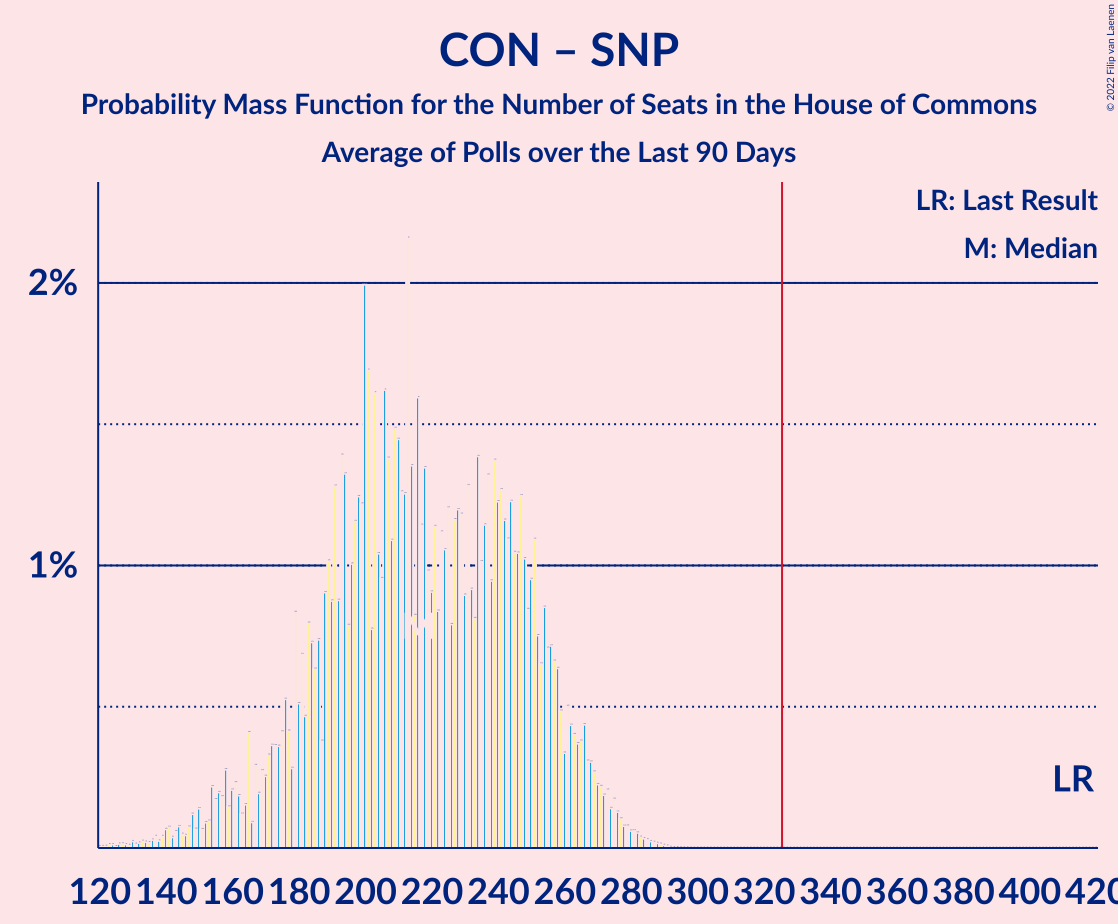 CON – SNP
Probability Mass Function for the Number of Seats in the House of Commons
Average of Polls over the Last 90 Days
© 2022 Filip van Laenen
LR: Last Result
M: Median
2%
1%
LR
120 140 160 180 200 220 240 260 280 300 320 340 360 380 400 420